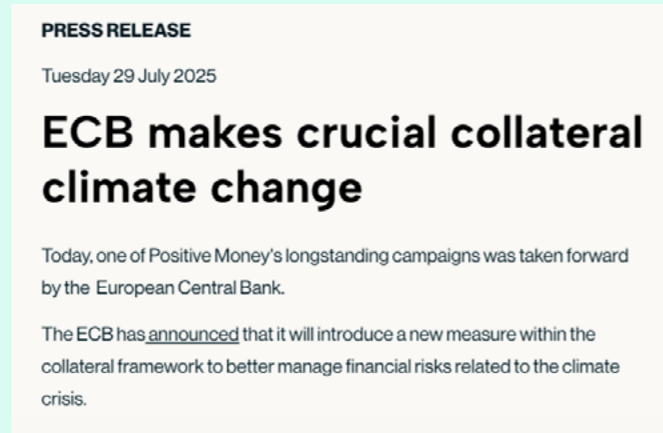 PRESS RELEASE
Tuesday 29 July 2025
ECB makes crucial collateral
climate change
Today, one of Positive Money's longstanding campaigns was taken forward
by the European Central Bank.
The ECB has announced that it will introduce a new measure within the
collateral framework to better manage financial risks related to the climate
crisis.